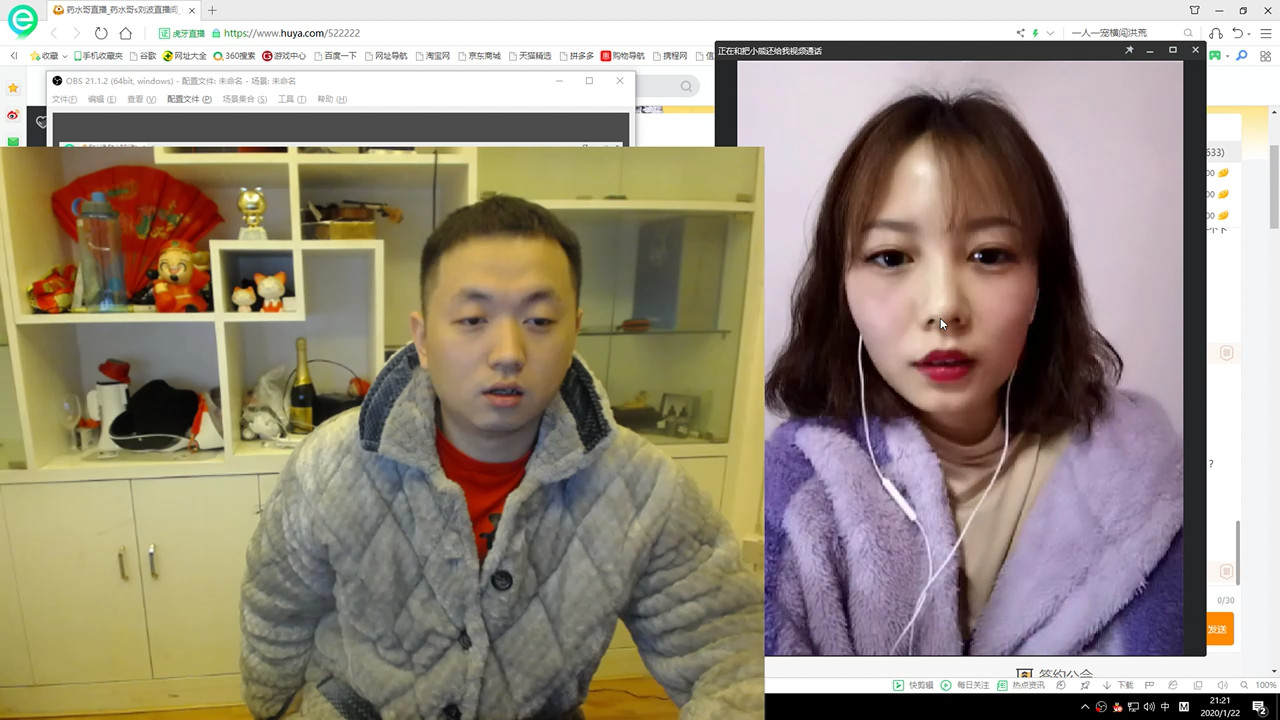 药水哥直播_药水哥s刘波直播间_
虎牙直播 https://www.huya.com/522222
一人一宠横闯洪荒
收藏 手机收藏夹 谷歌 网址大全 360搜索 游戏中心 百度一下 网址导航 淘宝网 京东商城 天猫精选 拼多多 购物导航 携程网
正在和把小熊还给我视频通话
OBS 21.1.2 (64bit, windows) - 配置文件: 未命名 - 场景: 未命名
文件(F) 编辑 (E) 查看 (V) 配置文件 (P) 场景集合 (S) 工具 (T) 帮助 (H)
633)
00
00
00
?
0/30
发送
签约公会
快剪辑 每日关注 热点资讯 下载 100%
中 M
21:21
2020/1/22
2